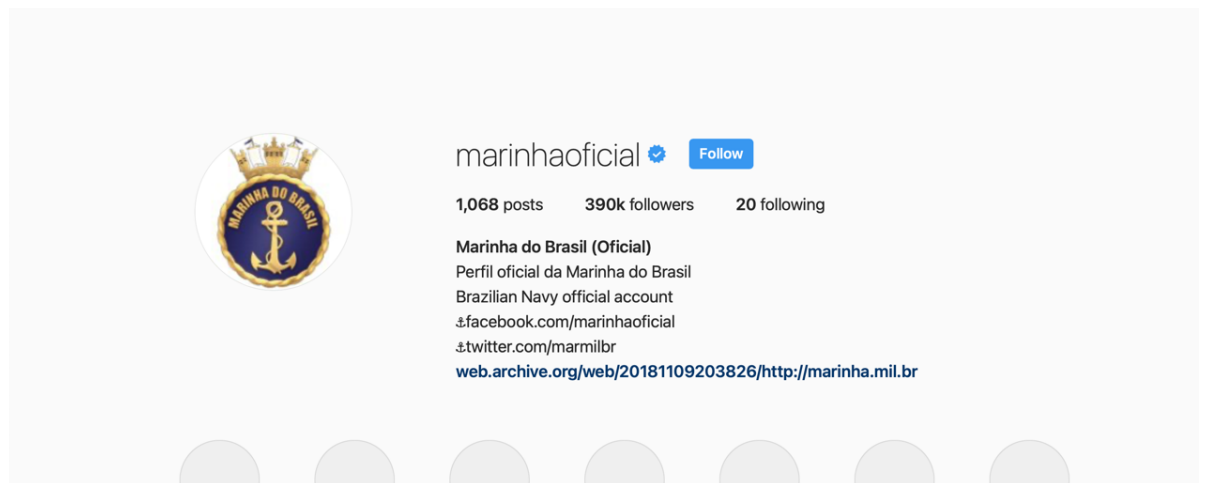 MARINHA DO BRASIL
marinhaoficial Follow
1,068 posts 390k followers 20 following
Marinha do Brasil (Oficial)
Perfil oficial da Marinha do Brasil
Brazilian Navy official account
⚓facebook.com/marinhaoficial
⚓twitter.com/marmilbr
web.archive.org/web/20181109203826/http://marinha.mil.br